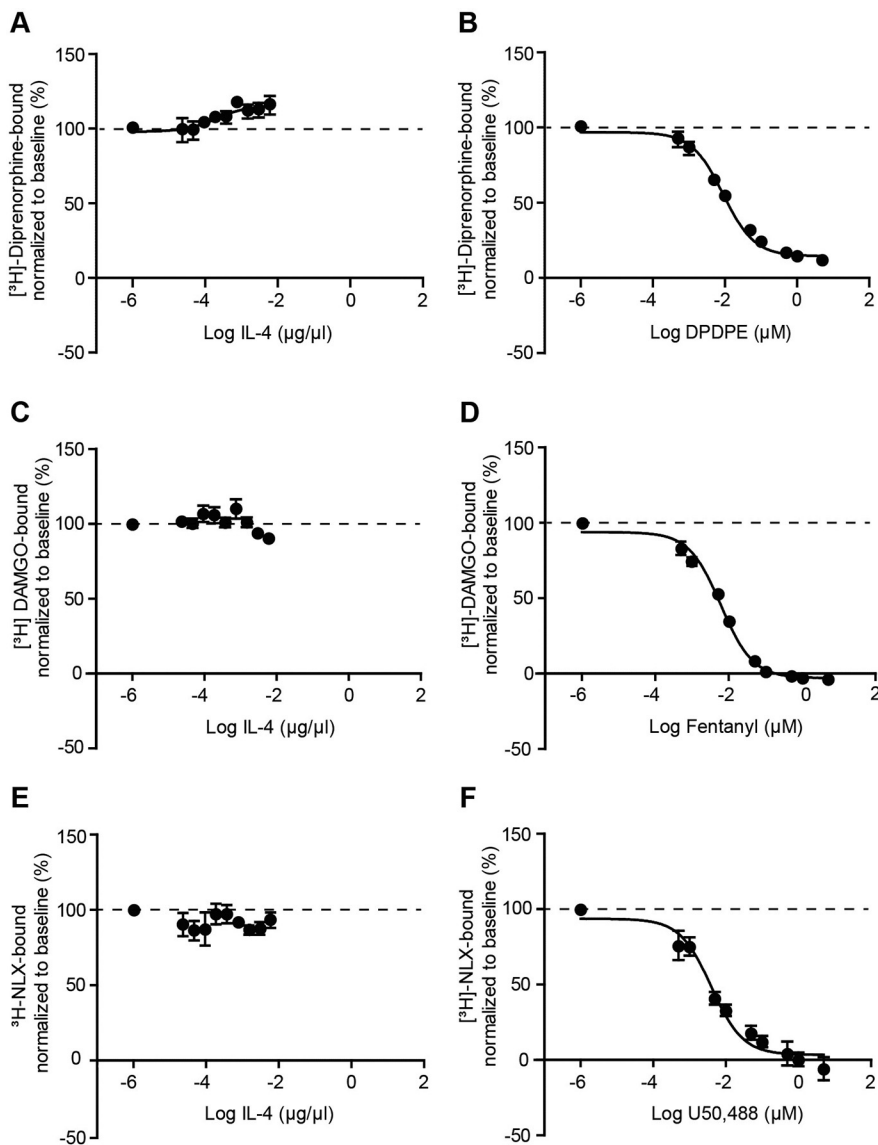 A
[³H]-Diprenorphine-bound
normalized to baseline (%)
150
100
50
0
-50
-6
-4
-2
0
2
Log IL-4 (µg/µl)
B
[³H]-Diprenorphine-bound
normalized to baseline (%)
150
100
50
0
-50
-6
-4
-2
0
2
Log DPDPE (µM)
C
[³H] DAMGO-bound
normalized to baseline (%)
150
100
50
0
-50
-6
-4
-2
0
2
Log IL-4 (µg/µl)
D
[³H]-DAMGO-bound
normalized to baseline (%)
150
100
50
0
-50
-6
-4
-2
0
2
Log Fentanyl (µM)
E
³H-NLX-bound
normalized to baseline (%)
150
100
50
0
-50
-6
-4
-2
0
2
Log IL-4 (µg/µl)
F
[³H]-NLX-bound
normalized to baseline (%)
150
100
50
0
-50
-6
-4
-2
0
2
Log U50,488 (µM)